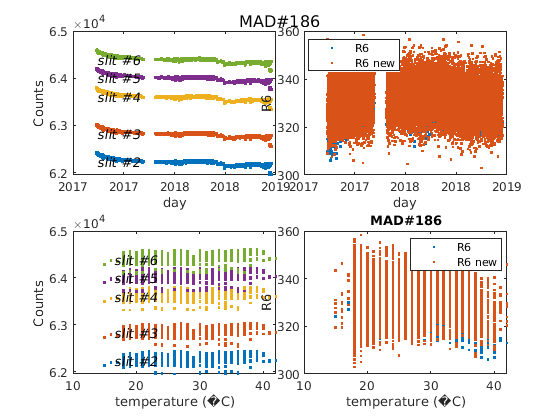 MAD#186
×10^4
6.5
6.4
6.3
6.2
Counts
slit #6
slit #5
slit #4
slit #3
slit #2
2017 2017 2018 2018 2019
day
360
340
320
300
R6
R6
R6 new
2017 2017 2018 2018 2019
day
×10^4
6.5
6.4
6.3
6.2
Counts
slit #6
slit #5
slit #4
slit #3
slit #2
10 20 30 40
temperature (�C)
MAD#186
360
340
320
300
R6
R6
R6 new
10 20 30 40
temperature (�C)